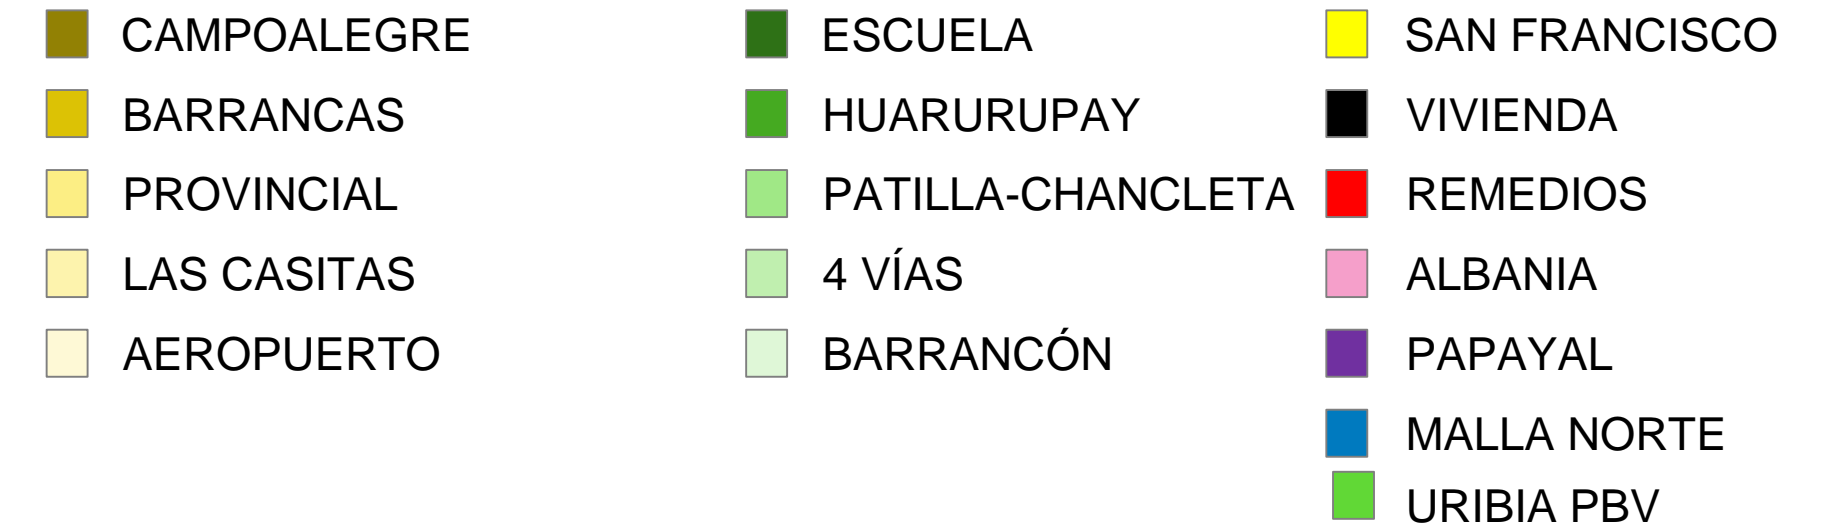 CAMPOALEGRE
BARRANCAS
PROVINCIAL
LAS CASITAS
AEROPUERTO
ESCUELA
HUARURUPAY
PATILLA-CHANCLETA
4 VÍAS
BARRANCÓN
SAN FRANCISCO
VIVIENDA
REMEDIOS
ALBANIA
PAPAYAL
MALLA NORTE
URIBIA PBV